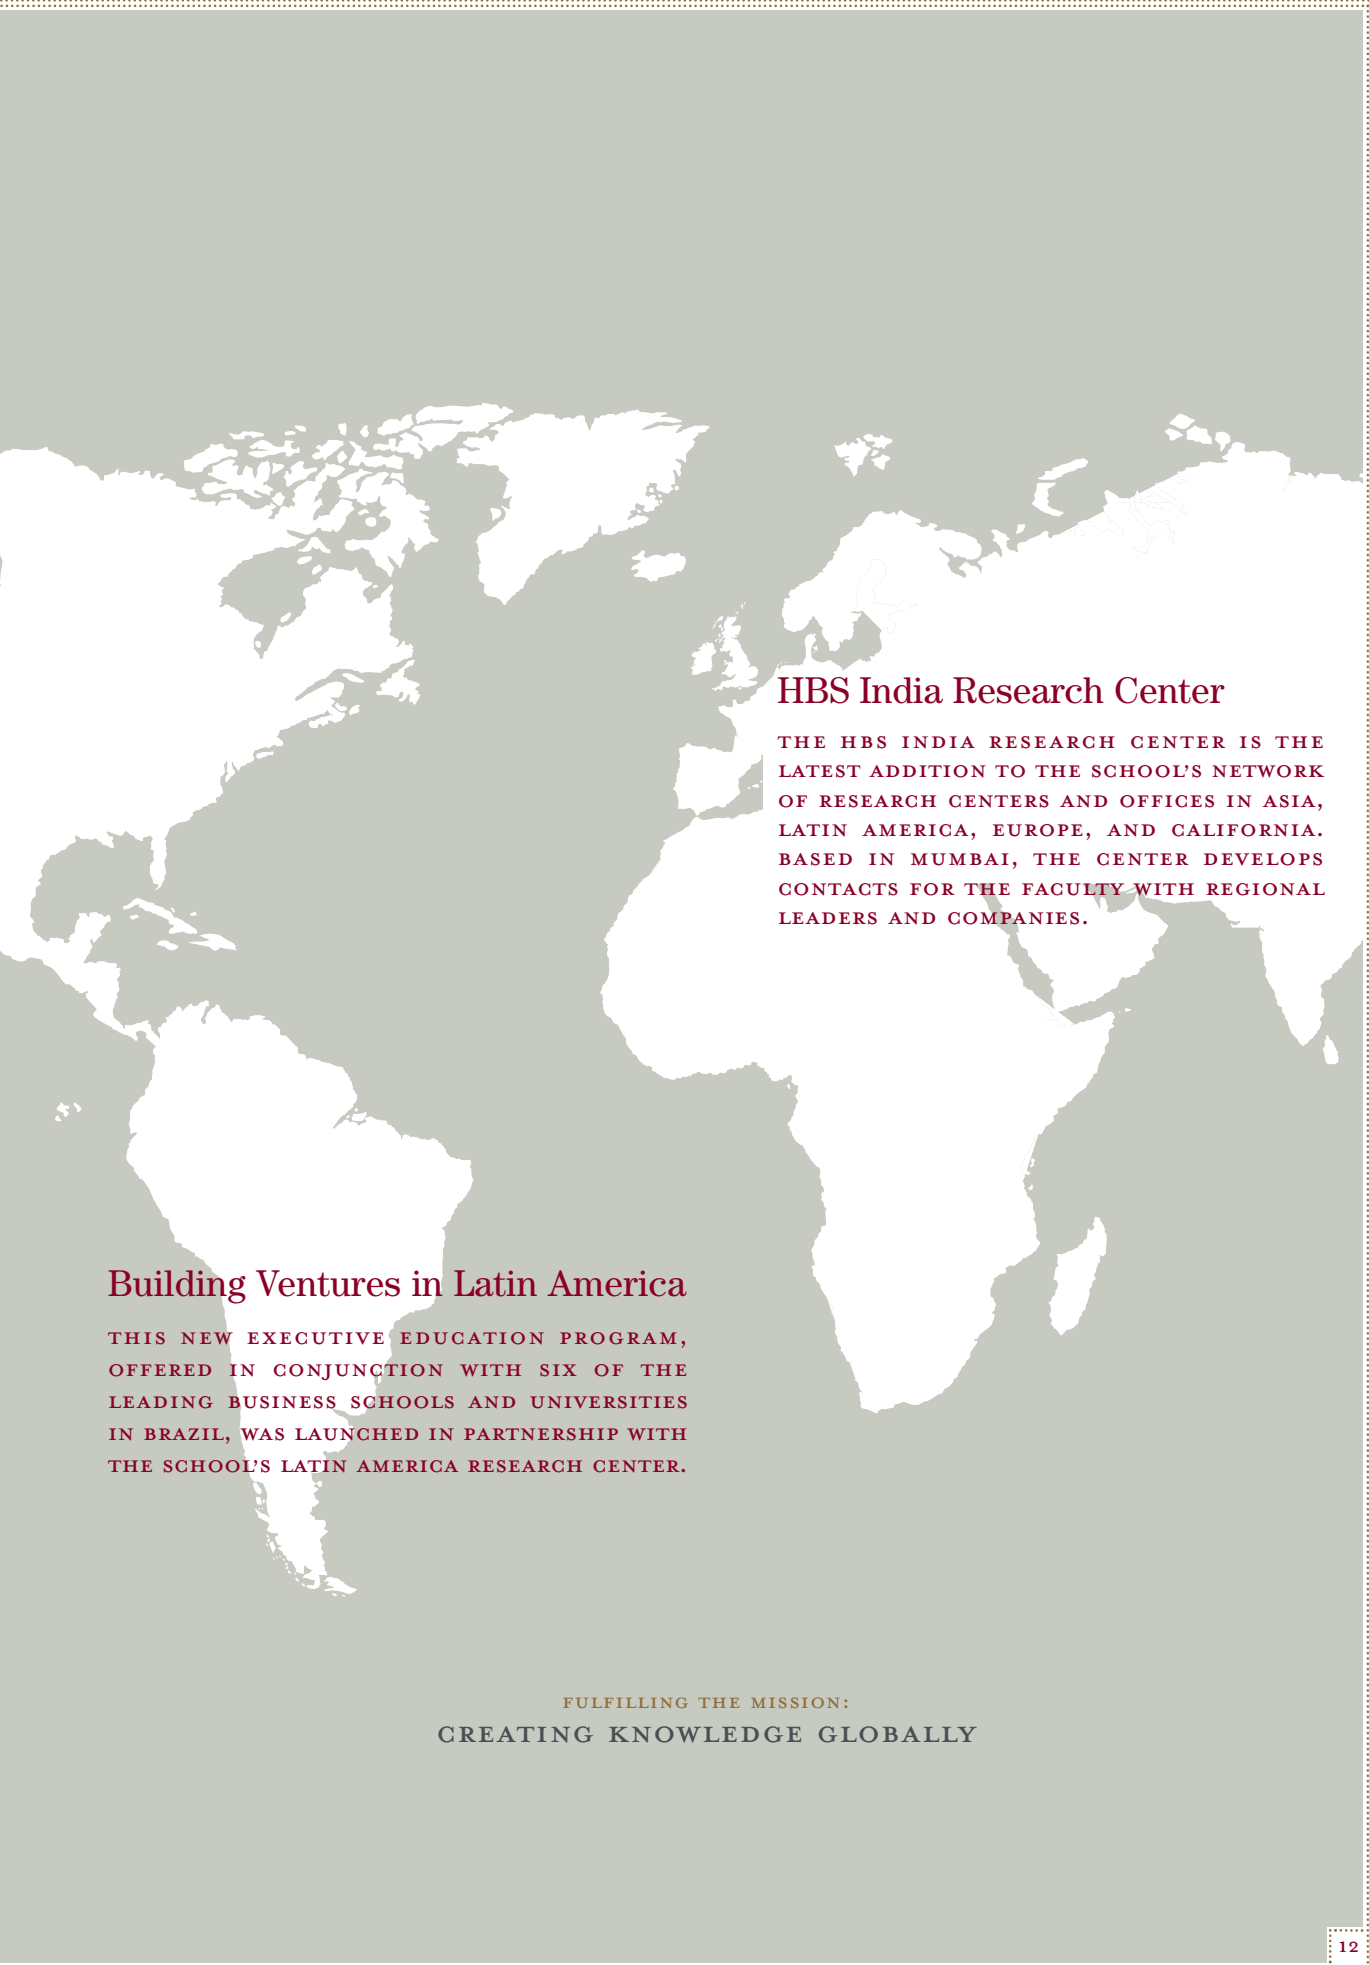 HBS India Research Center
THE HBS INDIA RESEARCH CENTER IS THE
LATEST ADDITION TO THE SCHOOL'S NETWORK
OF RESEARCH CENTERS AND OFFICES IN ASIA,
LATIN AMERICA, EUROPE, AND CALIFORNIA.
BASED IN MUMBAI, THE CENTER DEVELOPS
CONTACTS FOR THE FACULTY WITH REGIONAL
LEADERS AND COMPANIES.
Building Ventures in Latin America
THIS NEW EXECUTIVE EDUCATION PROGRAM,
OFFERED IN CONJUNCTION WITH SIX OF THE
LEADING BUSINESS SCHOOLS AND UNIVERSITIES
IN BRAZIL, WAS LAUNCHED IN PARTNERSHIP WITH
THE SCHOOL'S LATIN AMERICA RESEARCH CENTER.
FULFILLING THE MISSION:
CREATING KNOWLEDGE GLOBALLY
12